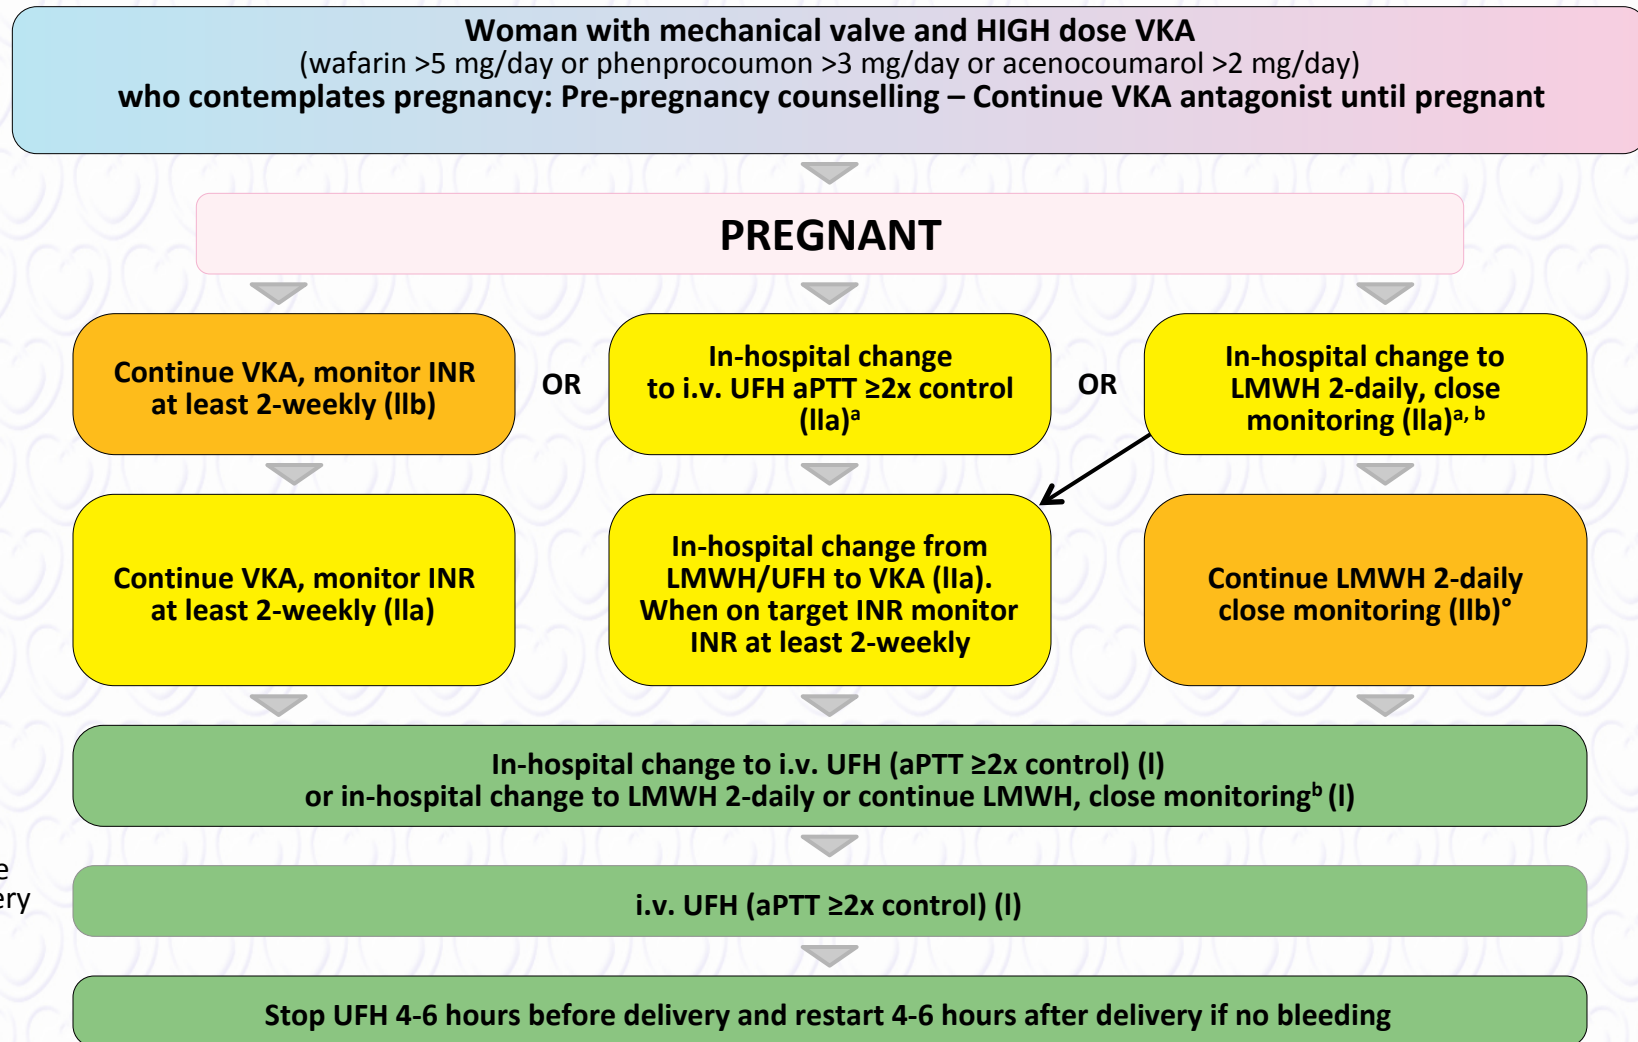 Woman with mechanical valve and HIGH dose VKA
(wafarin >5 mg/day or phenprocoumon >3 mg/day or acenocoumarol >2 mg/day)
who contemplates pregnancy: Pre-pregnancy counselling – Continue VKA antagonist until pregnant
PREGNANT
Continue VKA, monitor INR
at least 2-weekly (llb)
OR
In-hospital change
to i.v. UFH aPTT ≥2x control
(lla)ᵃ
OR
In-hospital change to
LMWH 2-daily, close
monitoring (lla)ᵃ, ᵇ
Continue VKA, monitor INR
at least 2-weekly (lla)
In-hospital change from
LMWH/UFH to VKA (lla).
When on target INR monitor
INR at least 2-weekly
Continue LMWH 2-daily
close monitoring (llb)°
In-hospital change to i.v. UFH (aPTT ≥2x control) (l)
or in-hospital change to LMWH 2-daily or continue LMWH, close monitoringᵇ (l)
i.v. UFH (aPTT ≥2x control) (l)
Stop UFH 4-6 hours before delivery and restart 4-6 hours after delivery if no bleeding